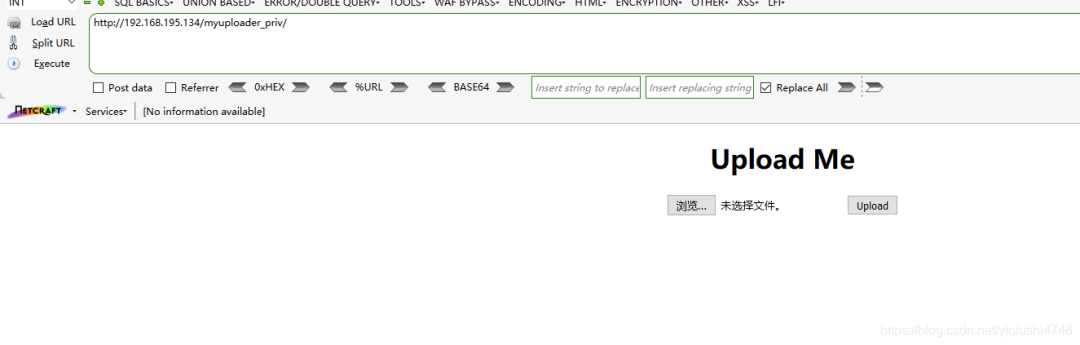 INT SQL BASICS▾ UNION BASED▾ ERROR/DOUBLE QUERY▾ TOOLS▾ WAF BYPASS▾ ENCODING▾ HTML▾ ENCRYPTION▾ OTHER▾ XSS▾ LFI▾
Load URL http://192.168.195.134/myuploader_priv/
Split URL
Execute
Post data Referrer 0xHEX %URL BASE64 Insert string to replace Insert replacing string Replace All
NETCRAFT Services▾ [No information available]
Upload Me
浏览... 未选择文件。 Upload
https://blog.csdn.net/yiqiushi4748